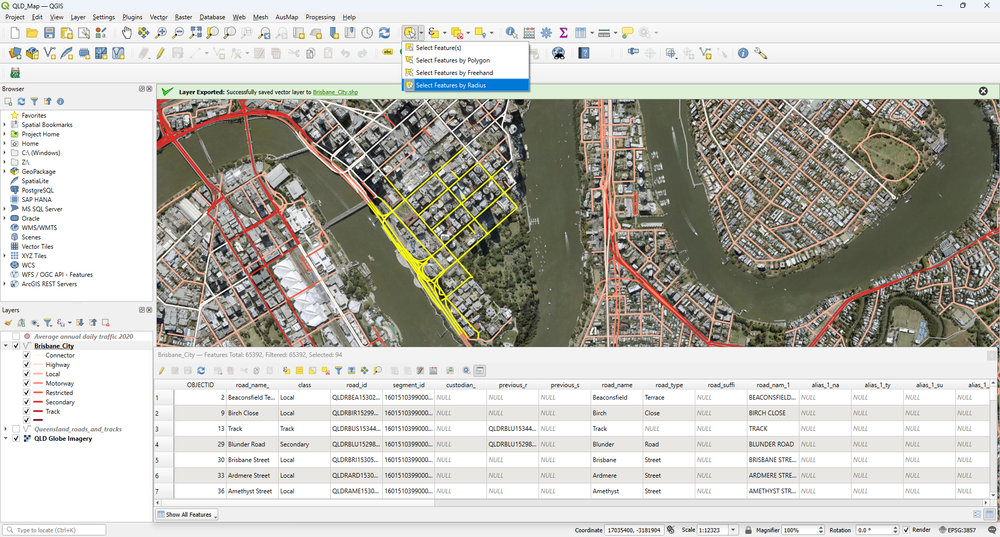 QLD_Map — QGIS
Project Edit View Layer Settings Plugins Vector Raster Database Web Mesh AusMap Processing Help
abc
Select Feature(s)
Select Features by Polygon
Select Features by Freehand
Select Features by Radius
QGZ
Browser
Layer Exported: Successfully saved vector layer to Brisbane_City.shp
Favorites
Spatial Bookmarks
Project Home
Home
C:\ (Windows)
Z:\
GeoPackage
SpatiaLite
PostgreSQL
SAP HANA
MS SQL Server
Oracle
WMS/WMTS
Scenes
Vector Tiles
XYZ Tiles
WCS
WFS / OGC API - Features
ArcGIS REST Servers
Layers
Average annual daily traffic 2020
Brisbane_City
Connector
Highway
Local
Motorway
Restricted
Secondary
Track
Queensland_roads_and_tracks
QLD Globe Imagery
Brisbane_City — Features Total: 65392, Filtered: 65392, Selected: 94
OBJECTID road_name_ class road_id segment_id custodian_ previous_r previous_s road_name road_type road_suffi road_nam_1 alias_1_na alias_1_ty alias_1_su alias_1_
1 2 Beaconsfield Te... Local QLDRBEA15302... 1601510399000... NULL NULL NULL Beaconsfield Terrace NULL BEACONSFIELD... NULL NULL NULL NULL
2 9 Birch Close Local QLDRBIR15299... 1601510399000... NULL NULL NULL Birch Close NULL BIRCH CLOSE NULL NULL NULL NULL
3 13 Track Track QLDRBUS15344... 1601510399000... NULL QLDRBLU15344... NULL Track NULL NULL TRACK NULL NULL NULL NULL
4 29 Blunder Road Secondary QLDRBLU15298... 1601510399000... NULL QLDRBLU15298... NULL Blunder Road NULL BLUNDER ROAD NULL NULL NULL NULL
5 30 Brisbane Street Local QLDRBRI15305... 1601510399000... NULL NULL NULL Brisbane Street NULL BRISBANE STRE... NULL NULL NULL NULL
6 33 Ardmere Street Local QLDRARD1530... 1601510399000... NULL NULL NULL Ardmere Street NULL ARDMERE STRE... NULL NULL NULL NULL
7 36 Amethyst Street Local QLDRAME1530... 1601510399000... NULL NULL NULL Amethyst Street NULL AMETHYST STR... NULL NULL NULL NULL
Show All Features
Type to locate (Ctrl+K) Coordinate 17035400, -3181904 Scale 1:12323 Magnifier 100% Rotation 0.0 ° Render EPSG:3857